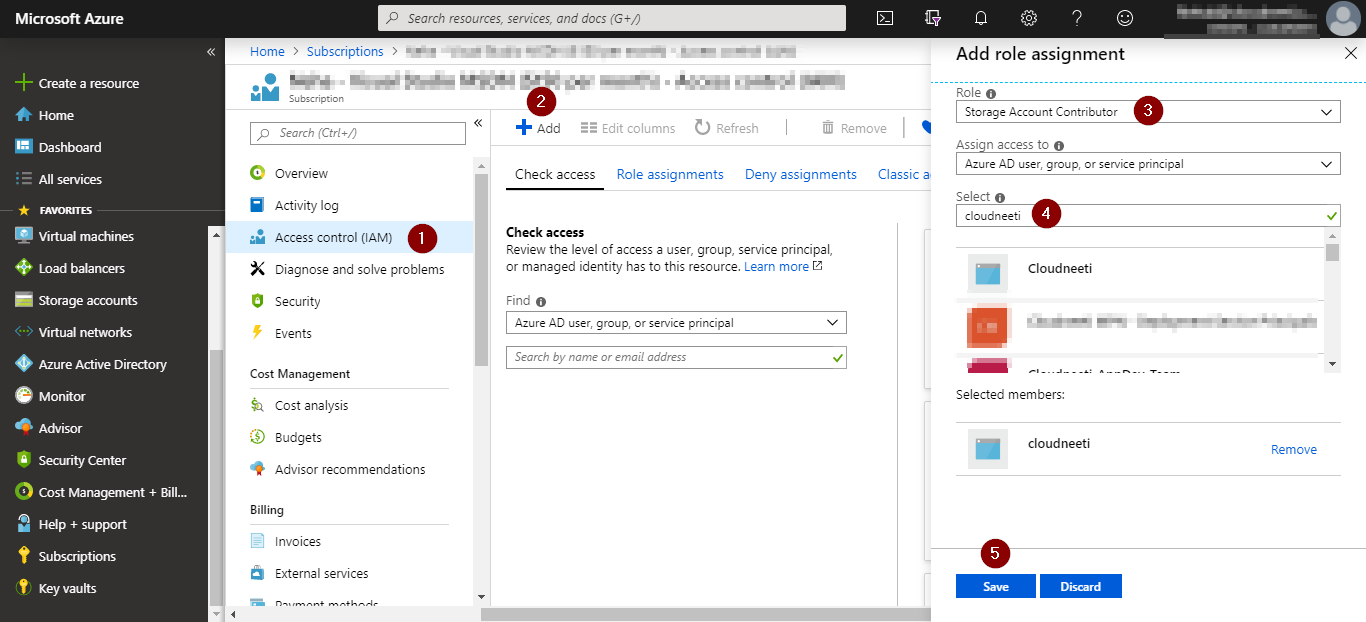 Microsoft Azure
Search resources, services, and docs (G+/)
«
Create a resource
Home
Dashboard
All services
FAVORITES
Virtual machines
Load balancers
Storage accounts
Virtual networks
Azure Active Directory
Monitor
Advisor
Security Center
Cost Management + Bill...
Help + support
Subscriptions
Key vaults
Home > Subscriptions >
Subscription
Search (Ctrl+/)
«
Overview
Activity log
Access control (IAM) 1
Diagnose and solve problems
Security
Events
Cost Management
Cost analysis
Budgets
Advisor recommendations
Billing
Invoices
External services
Payment methods
2
Add Edit columns Refresh Remove
Check access Role assignments Deny assignments Classic a
Check access
Review the level of access a user, group, service principal,
or managed identity has to this resource. Learn more
Find
Azure AD user, group, or service principal
Search by name or email address
Add role assignment
Role
Storage Account Contributor 3
Assign access to
Azure AD user, group, or service principal
Select
cloudneeti 4
Cloudneeti
Cloudneeti-AppDev-Team
Selected members:
cloudneeti
Remove
5
Save Discard